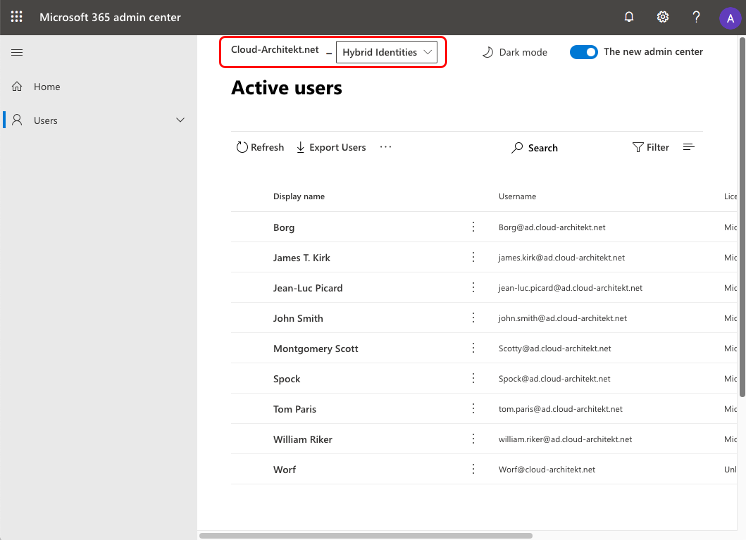 Microsoft 365 admin center
?
A
Cloud-Architekt.net _ Hybrid Identities
Dark mode
The new admin center
Home
Users
Active users
Refresh
Export Users
...
Search
Filter
Display name Username Lice
Borg Borg@ad.cloud-architekt.net Mic
James T. Kirk james.kirk@ad.cloud-architekt.net Mic
Jean-Luc Picard jean-luc.picard@ad.cloud-architekt.net Mic
John Smith john.smith@ad.cloud-architekt.net Mic
Montgomery Scott Scotty@ad.cloud-architekt.net Mic
Spock Spock@ad.cloud-architekt.net Mic
Tom Paris tom.paris@ad.cloud-architekt.net Mic
William Riker william.riker@ad.cloud-architekt.net Mic
Worf Worf@cloud-architekt.net Unl